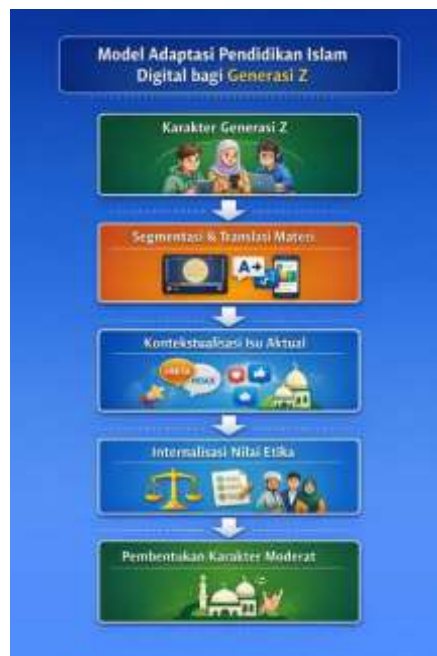 Model Adaptasi Pendidikan Islam
Digital bagi Generasi Z
Karakter Generasi Z
Segmentasi & Translasi Materi
A+
Kontekstualisasi Isu Aktual
HOAX
Internalisasi Nilai Etika
Pembentukan Karakter Moderat